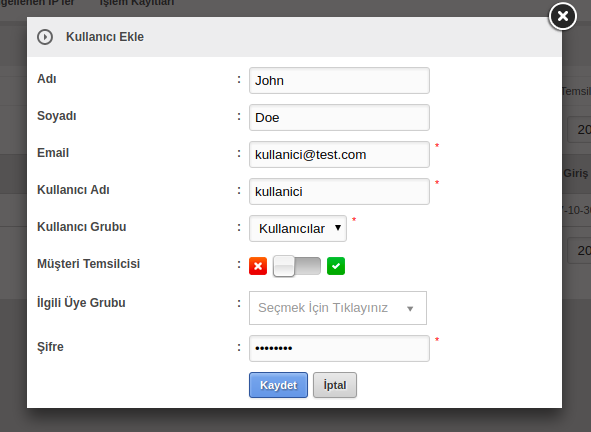 gellenen IP'ler İşlem Kayıtları
Kullanıcı Ekle
Adı : John
Soyadı : Doe
Email : kullanici@test.com *
Kullanıcı Adı : kullanici *
Kullanıcı Grubu : Kullanıcılar *
Müşteri Temsilcisi :
İlgili Üye Grubu : Seçmek İçin Tıklayınız
Şifre : •••••••• *
Kaydet İptal
Temsil
20
Giriş
-10-30
20